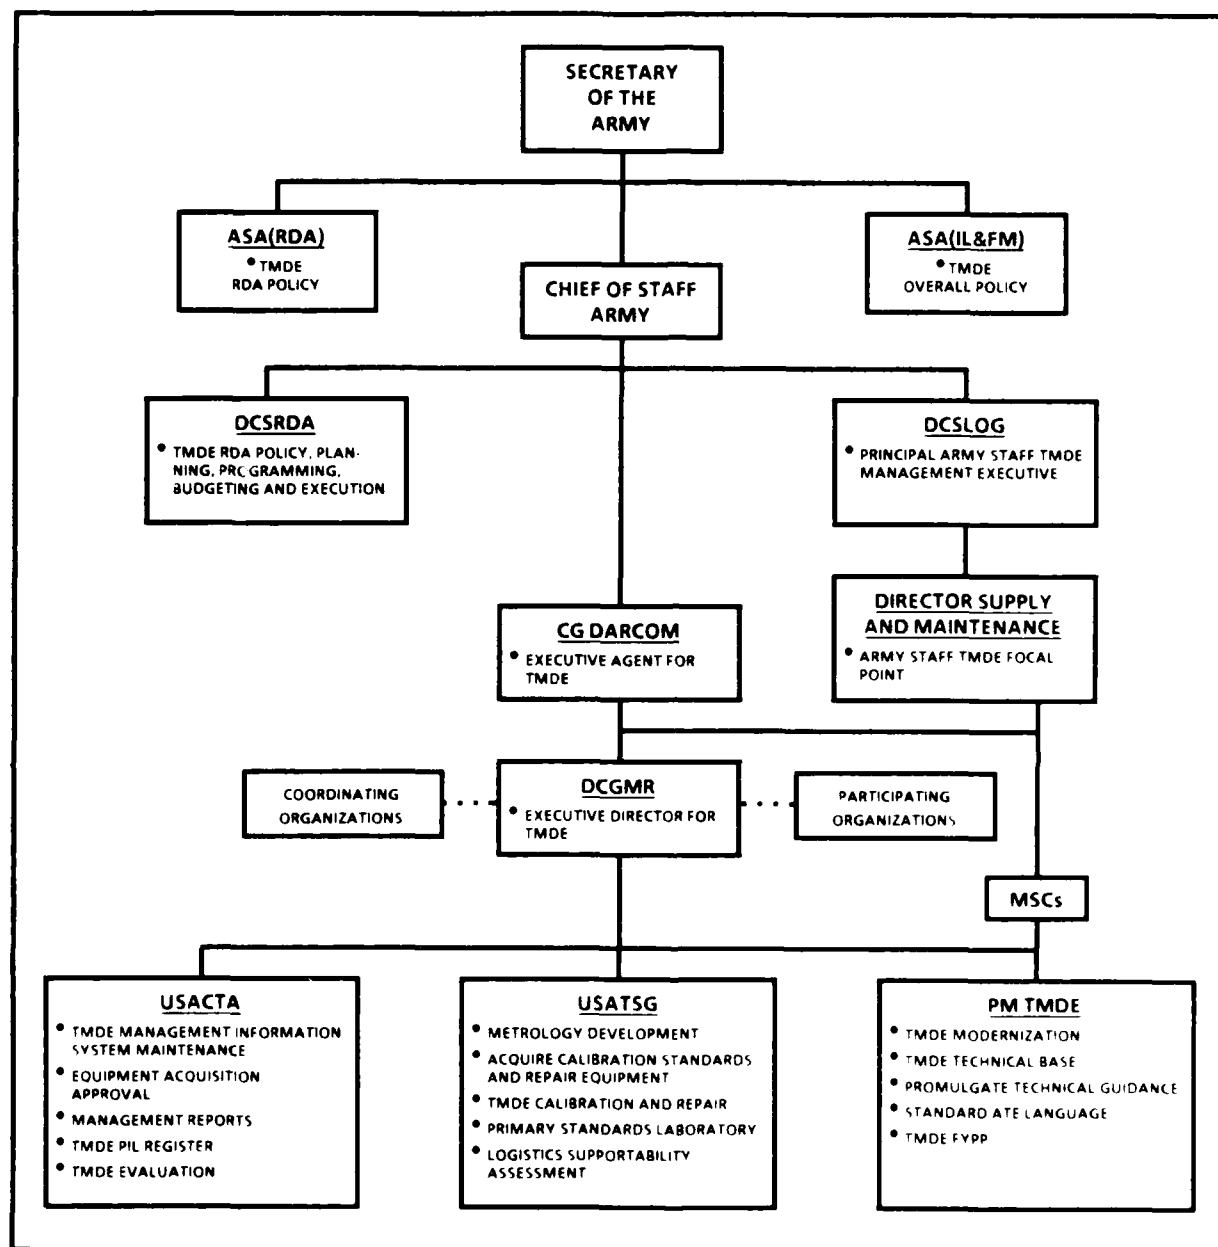 SECRETARY
OF THE
ARMY
ASA(RDA)
• TMDE
RDA POLICY
ASA(IL&FM)
• TMDE
OVERALL POLICY
CHIEF OF STAFF
ARMY
DCSRDA
• TMDE RDA POLICY, PLAN-
NING, PROGRAMMING,
BUDGETING AND EXECUTION
DCSLOG
• PRINCIPAL ARMY STAFF TMDE
MANAGEMENT EXECUTIVE
CG DARCOM
• EXECUTIVE AGENT FOR
TMDE
DIRECTOR SUPPLY
AND MAINTENANCE
• ARMY STAFF TMDE FOCAL
POINT
COORDINATING
ORGANIZATIONS
DCGMR
• EXECUTIVE DIRECTOR FOR
TMDE
PARTICIPATING
ORGANIZATIONS
MSCs
USACTA
• TMDE MANAGEMENT INFORMATION
SYSTEM MAINTENANCE
• EQUIPMENT ACQUISITION
APPROVAL
• MANAGEMENT REPORTS
• TMDE PIL REGISTER
• TMDE EVALUATION
USATSG
• METROLOGY DEVELOPMENT
• ACQUIRE CALIBRATION STANDARDS
AND REPAIR EQUIPMENT
• TMDE CALIBRATION AND REPAIR
• PRIMARY STANDARDS LABORATORY
• LOGISTICS SUPPORTABILITY
ASSESSMENT
PM TMDE
• TMDE MODERNIZATION
• TMDE TECHNICAL BASE
• PROMULGATE TECHNICAL GUIDANCE
• STANDARD ATE LANGUAGE
• TMDE FYPP